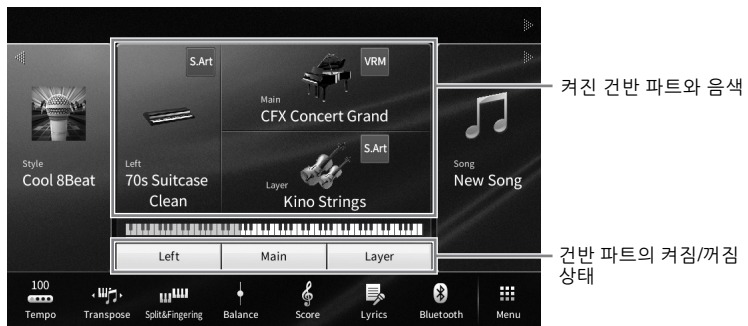 S.Art
VRM
Main
CFX Concert Grand
켜진 건반 파트와 음색
Style
Cool 8Beat
Left
70s Suitcase
Clean
S.Art
Layer
Kino Strings
Song
New Song
Left
Main
Layer
건반 파트의 켜짐/꺼짐
상태
100
Tempo
Transpose
Split&Fingering
Balance
Score
Lyrics
Bluetooth
Menu